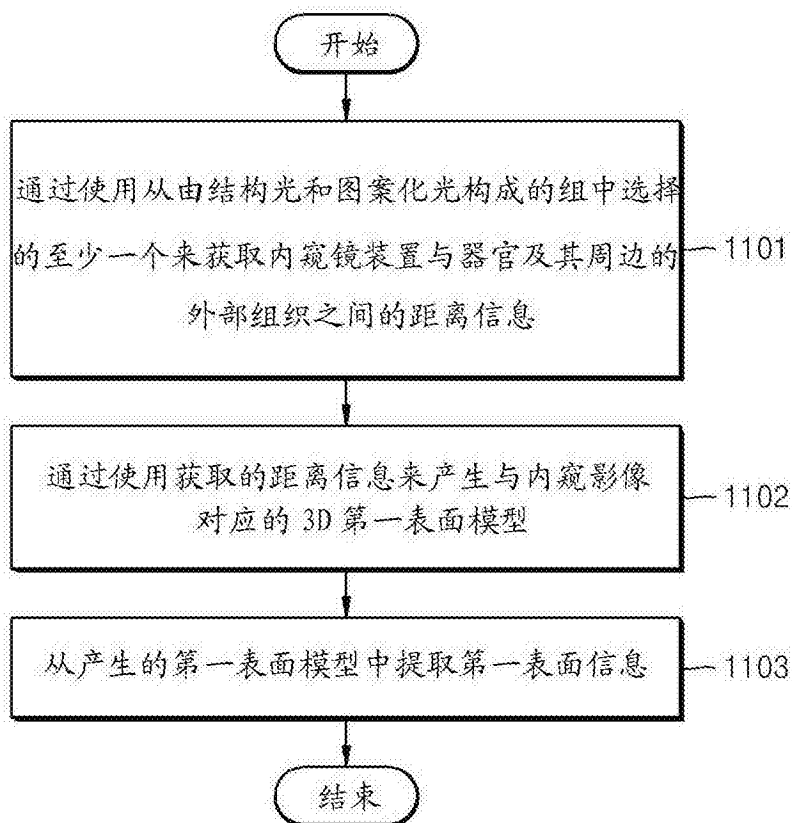 开始
通过使用从由结构光和图案化光构成的组中选择
的至少一个来获取内窥镜装置与器官及其周边的
外部组织之间的距离信息
1101
通过使用获取的距离信息来产生与内窥影像
对应的 3D 第一表面模型
1102
从产生的第一表面模型中提取第一表面信息
1103
结束